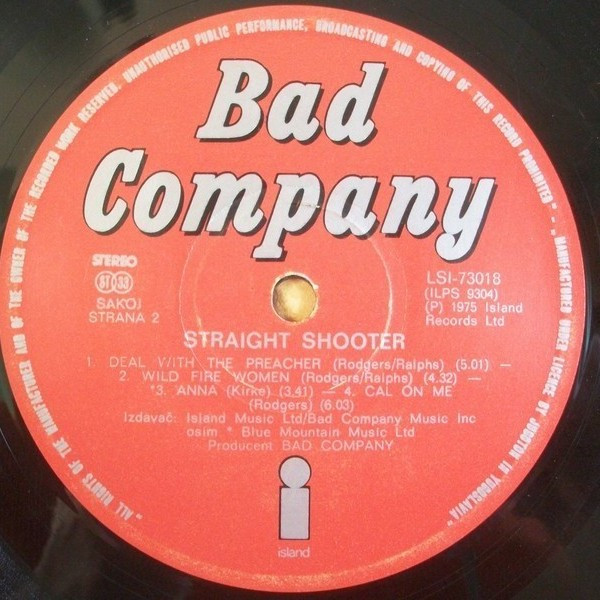 "ALL RIGHTS OF THE MANUFACTURER AND OF THE OWNER OF THE RECORDED WORK RESERVED. UNAUTHORISED PUBLIC PERFORMANCE, BROADCASTING AND COPYING OF THIS RECORD PROHIBITED" - "MANUFACTURED UNDER LICENCE BY JUGOTON IN YUGOSLAVIA"
Bad
Company
STEREO
ST 33
SAKOJ
STRANA 2
LSI-73018
(ILPS 9304)
(P) 1975 Island
Records Ltd
STRAIGHT SHOOTER
1. DEAL WITH THE PREACHER (Rodgers/Ralphs) (5.01) —
2. WILD FIRE WOMEN (Rodgers/Ralphs) (4.32) —
*3. ANNA (Kirke) (3.41) — 4. CAL ON ME
(Rodgers) (6.03)
Izdavač: Island Music Ltd/Bad Company Music Inc
osim * Blue Mountain Music Ltd
Producent BAD COMPANY
i
island